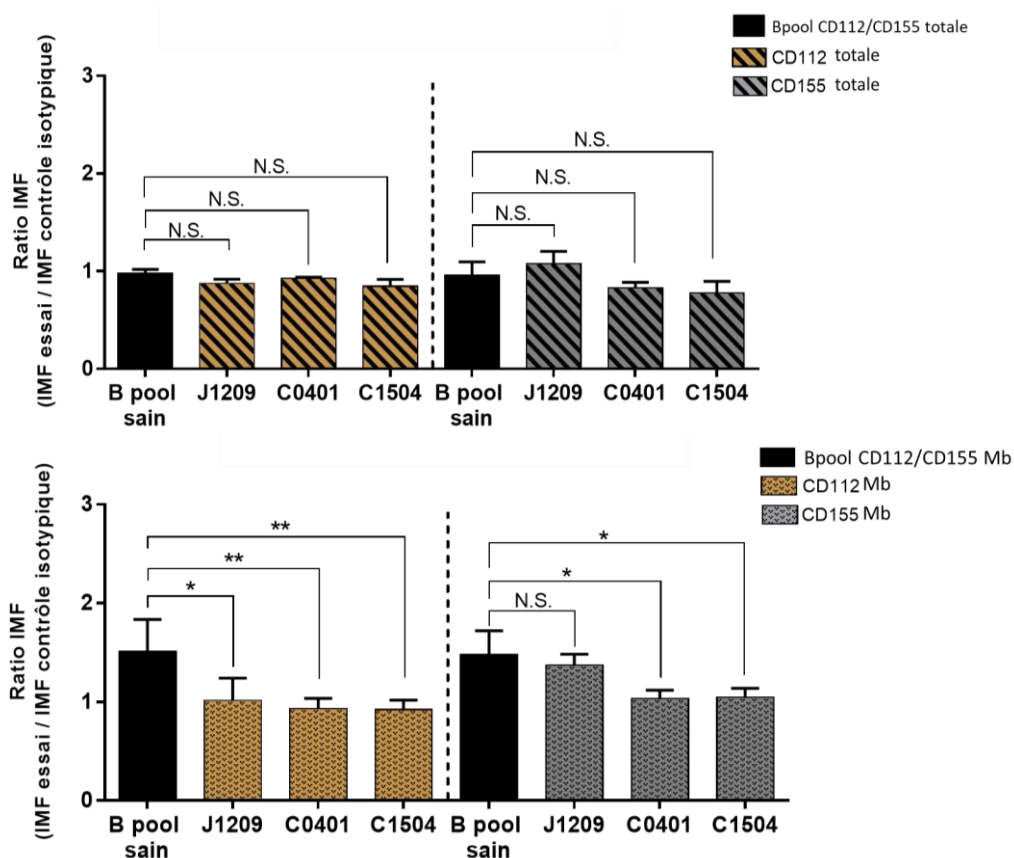 Bpool CD112/CD155 totale
CD112 totale
CD155 totale
Ratio IMF
(IMF essai / IMF contrôle isotypique)
3
2
1
0
N.S.
N.S.
N.S.
N.S.
N.S.
N.S.
B pool sain
J1209
C0401
C1504
B pool sain
J1209
C0401
C1504
Bpool CD112/CD155 Mb
CD112 Mb
CD155 Mb
Ratio IMF
(IMF essai / IMF contrôle isotypique)
3
2
1
0
**
**
*
*
*
N.S.
B pool sain
J1209
C0401
C1504
B pool sain
J1209
C0401
C1504